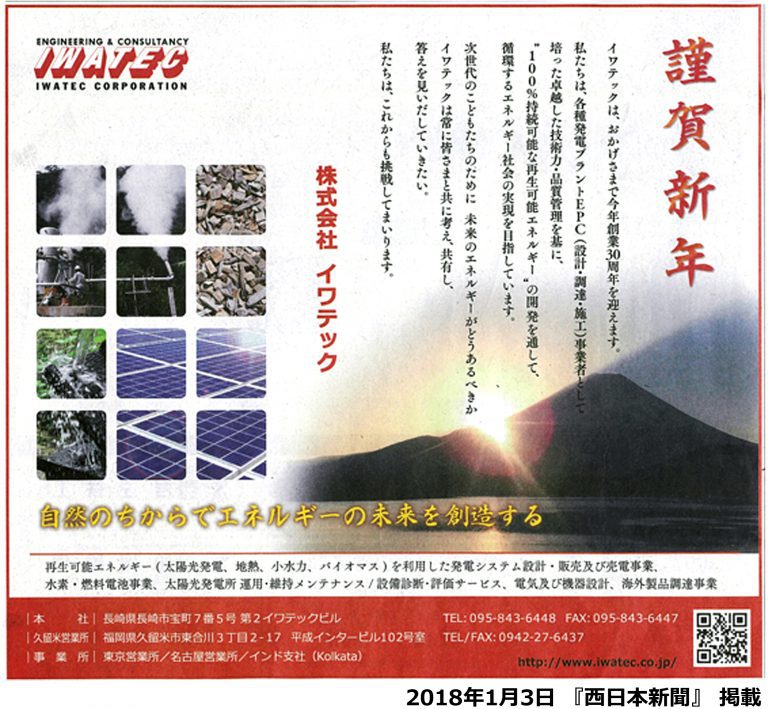 ENGINEERING & CONSULTANCY
IWATEC
IWATEC CORPORATION
謹賀新年
イワテックは、おかげさまで今年創業30周年を迎えます。
私たちは、各種発電プラントEPC(設計・調達・施工)事業者として
培った卓越した技術力・品質管理を基に、
"100%持続可能な再生可能エネルギー"の開発を通して、
循環するエネルギー社会の実現を目指しています。
次世代のこどもたちのために 未来のエネルギーがどうあるべきか
イワテックは常に皆さまと共に考え、共有し、
答えを見いだしていきたい。
私たちは、これからも挑戦してまいります。
株式会社 イワテック
自然のちからでエネルギーの未来を創造する
再生可能エネルギー(太陽光発電、地熱、小水力、バイオマス)を利用した発電システム設計・販売及び売電事業、
水素・燃料電池事業、太陽光発電所 運用・維持メンテナンス/設備診断・評価サービス、電気及び機器設計、海外製品調達事業
|本 社|長崎県長崎市宝町7番5号 第2イワテックビル TEL: 095-843-6448 FAX: 095-843-6447
|久留米営業所|福岡県久留米市東合川3丁目2-17 平成インタービル102号室 TEL/FAX: 0942-27-6437
|事 業 所|東京営業所/名古屋営業所/インド支社(Kolkata)
http://www.iwatec.co.jp/
2018年1月3日 『西日本新聞』 掲載